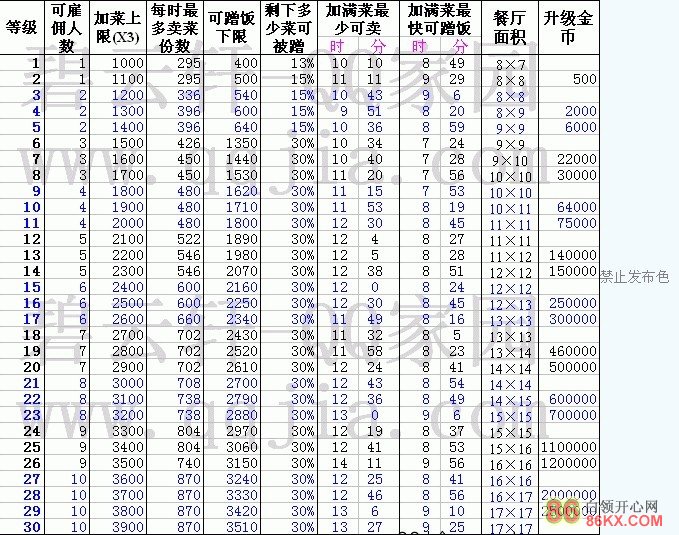 等级 可雇佣人数 加菜上限(X3) 每时最多卖菜份数 可蹭饭下限 剩下多少菜可被蹭 加满菜最少可卖 加满菜最快可蹭饭 餐厅面积 升级金币
时 分 时 分
1 1 1000 295 400 13% 10 10 8 49 8×7
2 1 1100 295 500 15% 11 11 9 29 8×8 500
3 2 1200 336 540 15% 10 43 9 6 8×8
4 2 1300 396 600 15% 9 51 8 20 8×9 2000
5 2 1400 396 640 15% 10 36 8 59 9×9 6000
6 3 1500 426 1350 30% 10 34 7 24 9×9
7 3 1600 450 1440 30% 10 40 7 28 9×10 22000
8 3 1700 450 1530 30% 11 20 7 56 10×10 30000
9 4 1800 480 1620 30% 11 15 7 53 10×10
10 4 1900 480 1710 30% 11 53 8 19 10×11 64000
11 4 2000 480 1800 30% 12 30 8 45 11×11 75000
12 5 2100 522 1890 30% 12 4 8 27 11×11
13 5 2200 546 1980 30% 12 5 8 28 11×12 140000
14 5 2300 546 2070 30% 12 38 8 51 12×12 150000
15 6 2400 600 2160 30% 12 0 8 24 12×12
16 6 2500 600 2250 30% 12 30 8 45 12×13 250000
17 6 2600 660 2340 30% 11 49 8 16 13×13 300000
18 7 2700 702 2430 30% 11 32 8 5 13×13
19 7 2800 702 2520 30% 11 58 8 23 13×14 460000
20 7 2900 702 2610 30% 12 24 8 41 14×14 500000
21 8 3000 708 2700 30% 12 43 8 54 14×14
22 8 3100 738 2790 30% 12 36 8 49 14×15 600000
23 8 3200 738 2880 30% 13 0 9 6 15×15 700000
24 9 3300 804 2970 30% 12 19 8 37 15×15
25 9 3400 804 3060 30% 12 41 8 53 15×16 1100000
26 9 3500 740 3150 30% 14 11 9 56 16×16 1200000
27 10 3600 870 3240 30% 12 25 8 41 16×16
28 10 3700 870 3330 30% 12 46 8 56 16×17 2000000
29 10 3800 870 3420 30% 13 6 9 10 17×17 2500000
30 10 3900 870 3510 30% 13 27 9 25 17×17
禁止发布色
碧云轩-QC家园
www.uqjia.com
碧云轩-QC家园
www.uqjia.com
86 白领开心网
86KX.COM